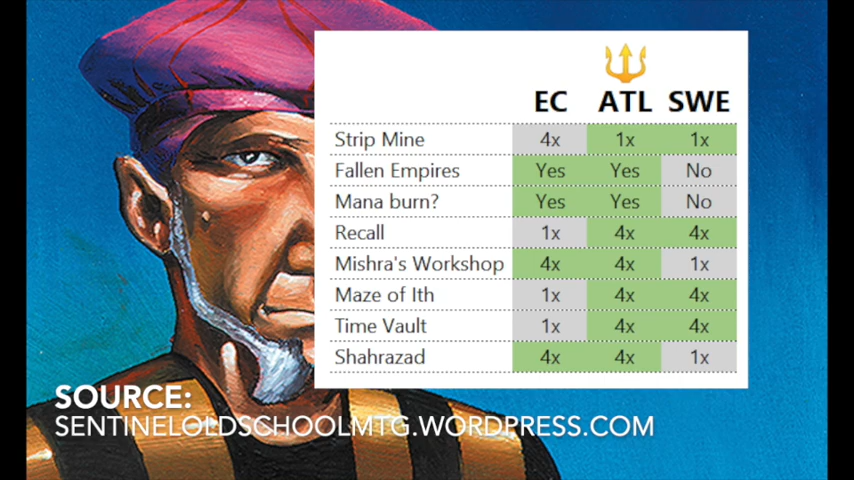 EC ATL SWE
Strip Mine 4x 1x 1x
Fallen Empires Yes Yes No
Mana burn? Yes Yes No
Recall 1x 4x 4x
Mishra's Workshop 4x 4x 1x
Maze of Ith 1x 4x 4x
Time Vault 1x 4x 4x
Shahrazad 4x 4x 1x
SOURCE:
SENTINELOLDSCHOOLMTG.WORDPRESS.COM